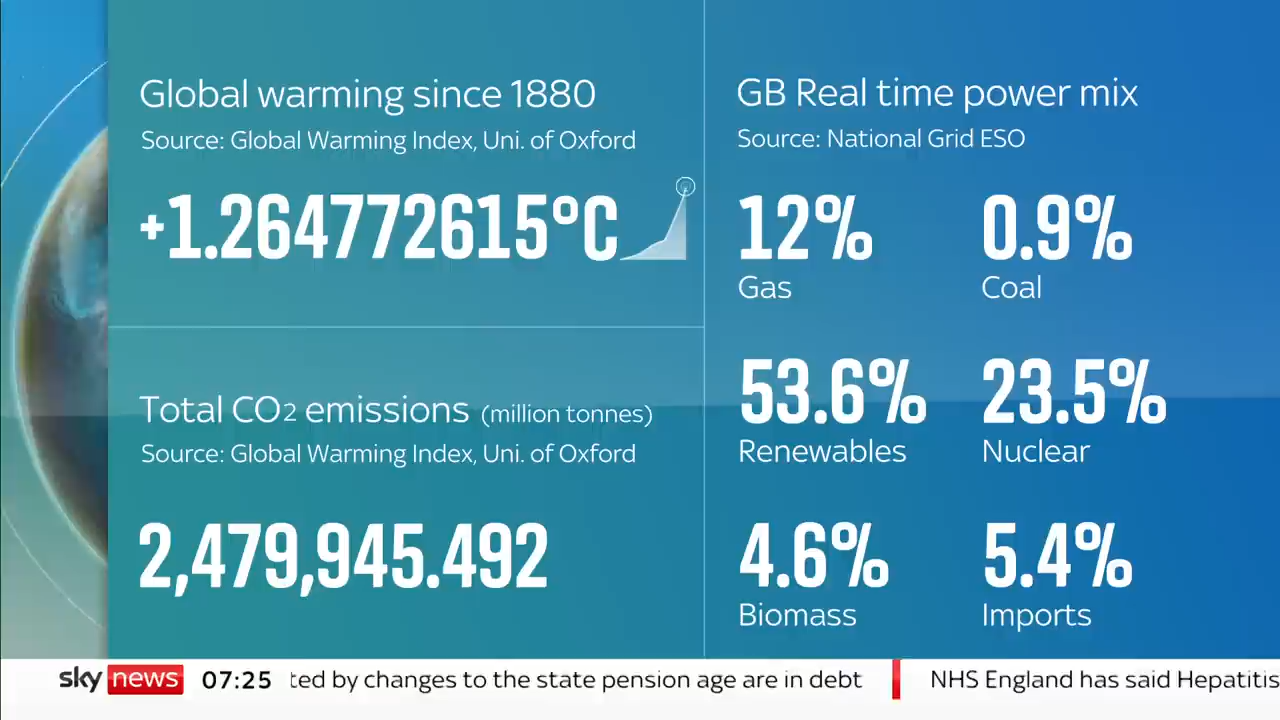 Global warming since 1880
Source: Global Warming Index, Uni. of Oxford
+1.264772615°C
Total CO2 emissions (million tonnes)
Source: Global Warming Index, Uni. of Oxford
2,479,945.492
GB Real time power mix
Source: National Grid ESO
12% 0.9%
Gas Coal
53.6% 23.5%
Renewables Nuclear
4.6% 5.4%
Biomass Imports
sky news 07:25 ted by changes to the state pension age are in debt NHS England has said Hepatitis